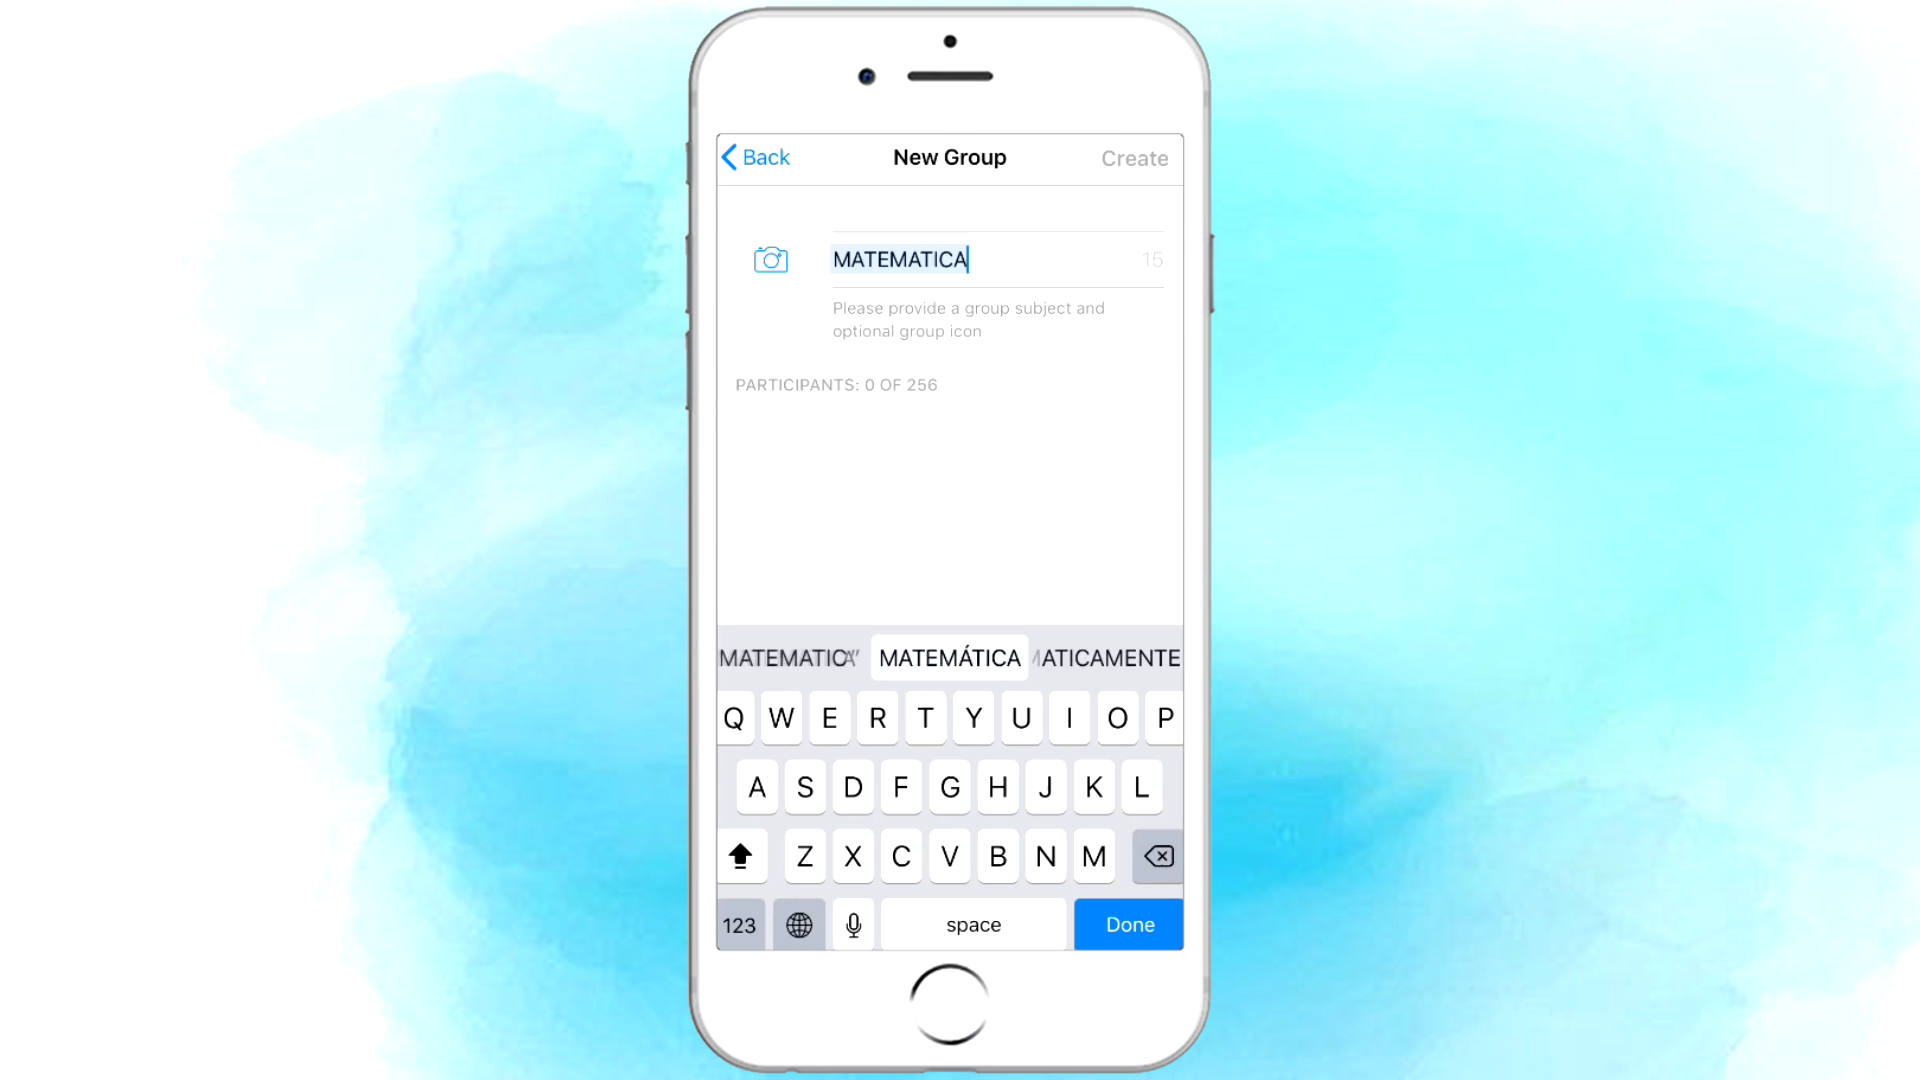 Back New Group Create
MATEMATICA 15
Please provide a group subject and
optional group icon
PARTICIPANTS: 0 OF 256
MATEMÁTICA
Q W E R T Y U I O P
A S D F G H J K L
Z X C V B N M
123 space Done